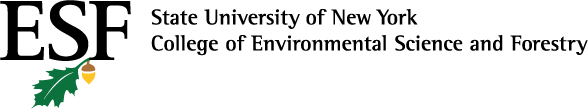 ESF
State University of New York
College of Environmental Science and Forestry